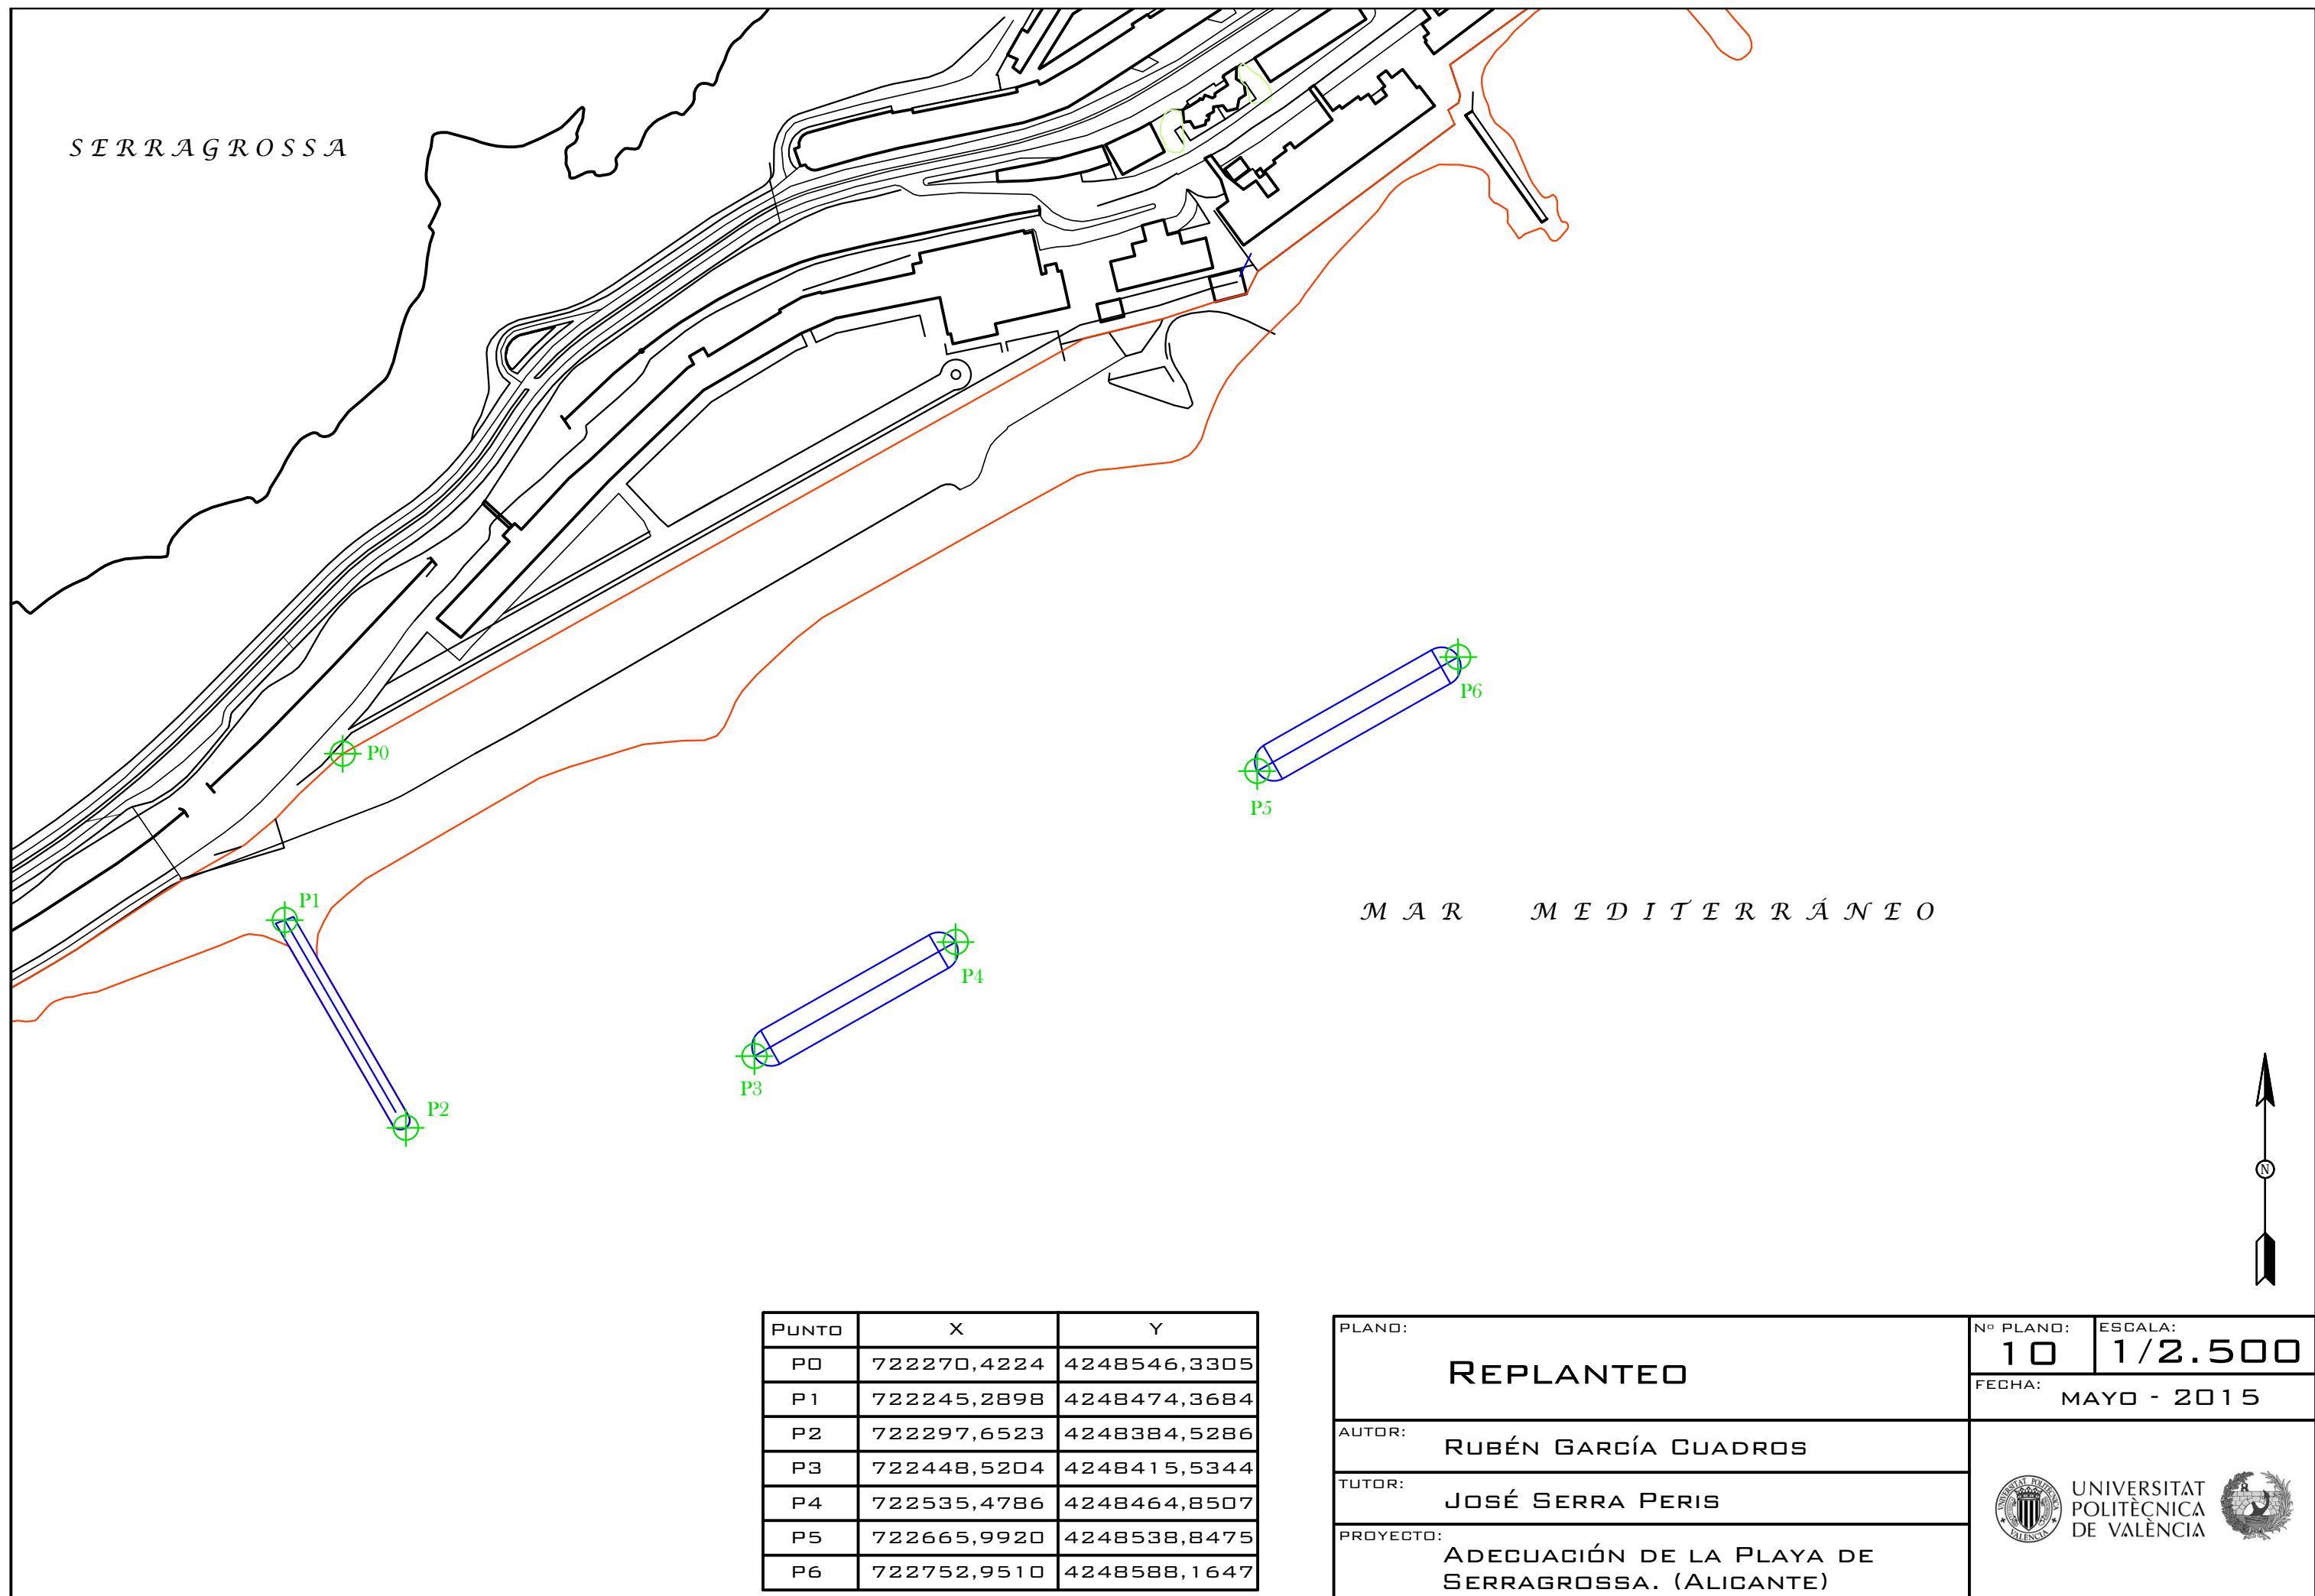 SERRAGROSSA
P0
P6
P5
P1
MAR MEDITERRÁNEO
P4
P3
P2
N
PUNTO X Y
P0 722270,4224 4248546,3305
P1 722245,2898 4248474,3684
P2 722297,6523 4248384,5286
P3 722448,5204 4248415,5344
P4 722535,4786 4248464,8507
P5 722665,9920 4248538,8475
P6 722752,9510 4248588,1647
PLANO:
REPLANTEO
Nº PLANO:
10
ESCALA:
1/2.500
FECHA:
MAYO - 2015
AUTOR:
RUBÉN GARCÍA CUADROS
TUTOR:
JOSÉ SERRA PERIS
PROYECTO:
ADECUACIÓN DE LA PLAYA DE
SERRAGROSSA. (ALICANTE)
UNIVERSITAT
POLITÈCNICA
DE VALÈNCIA